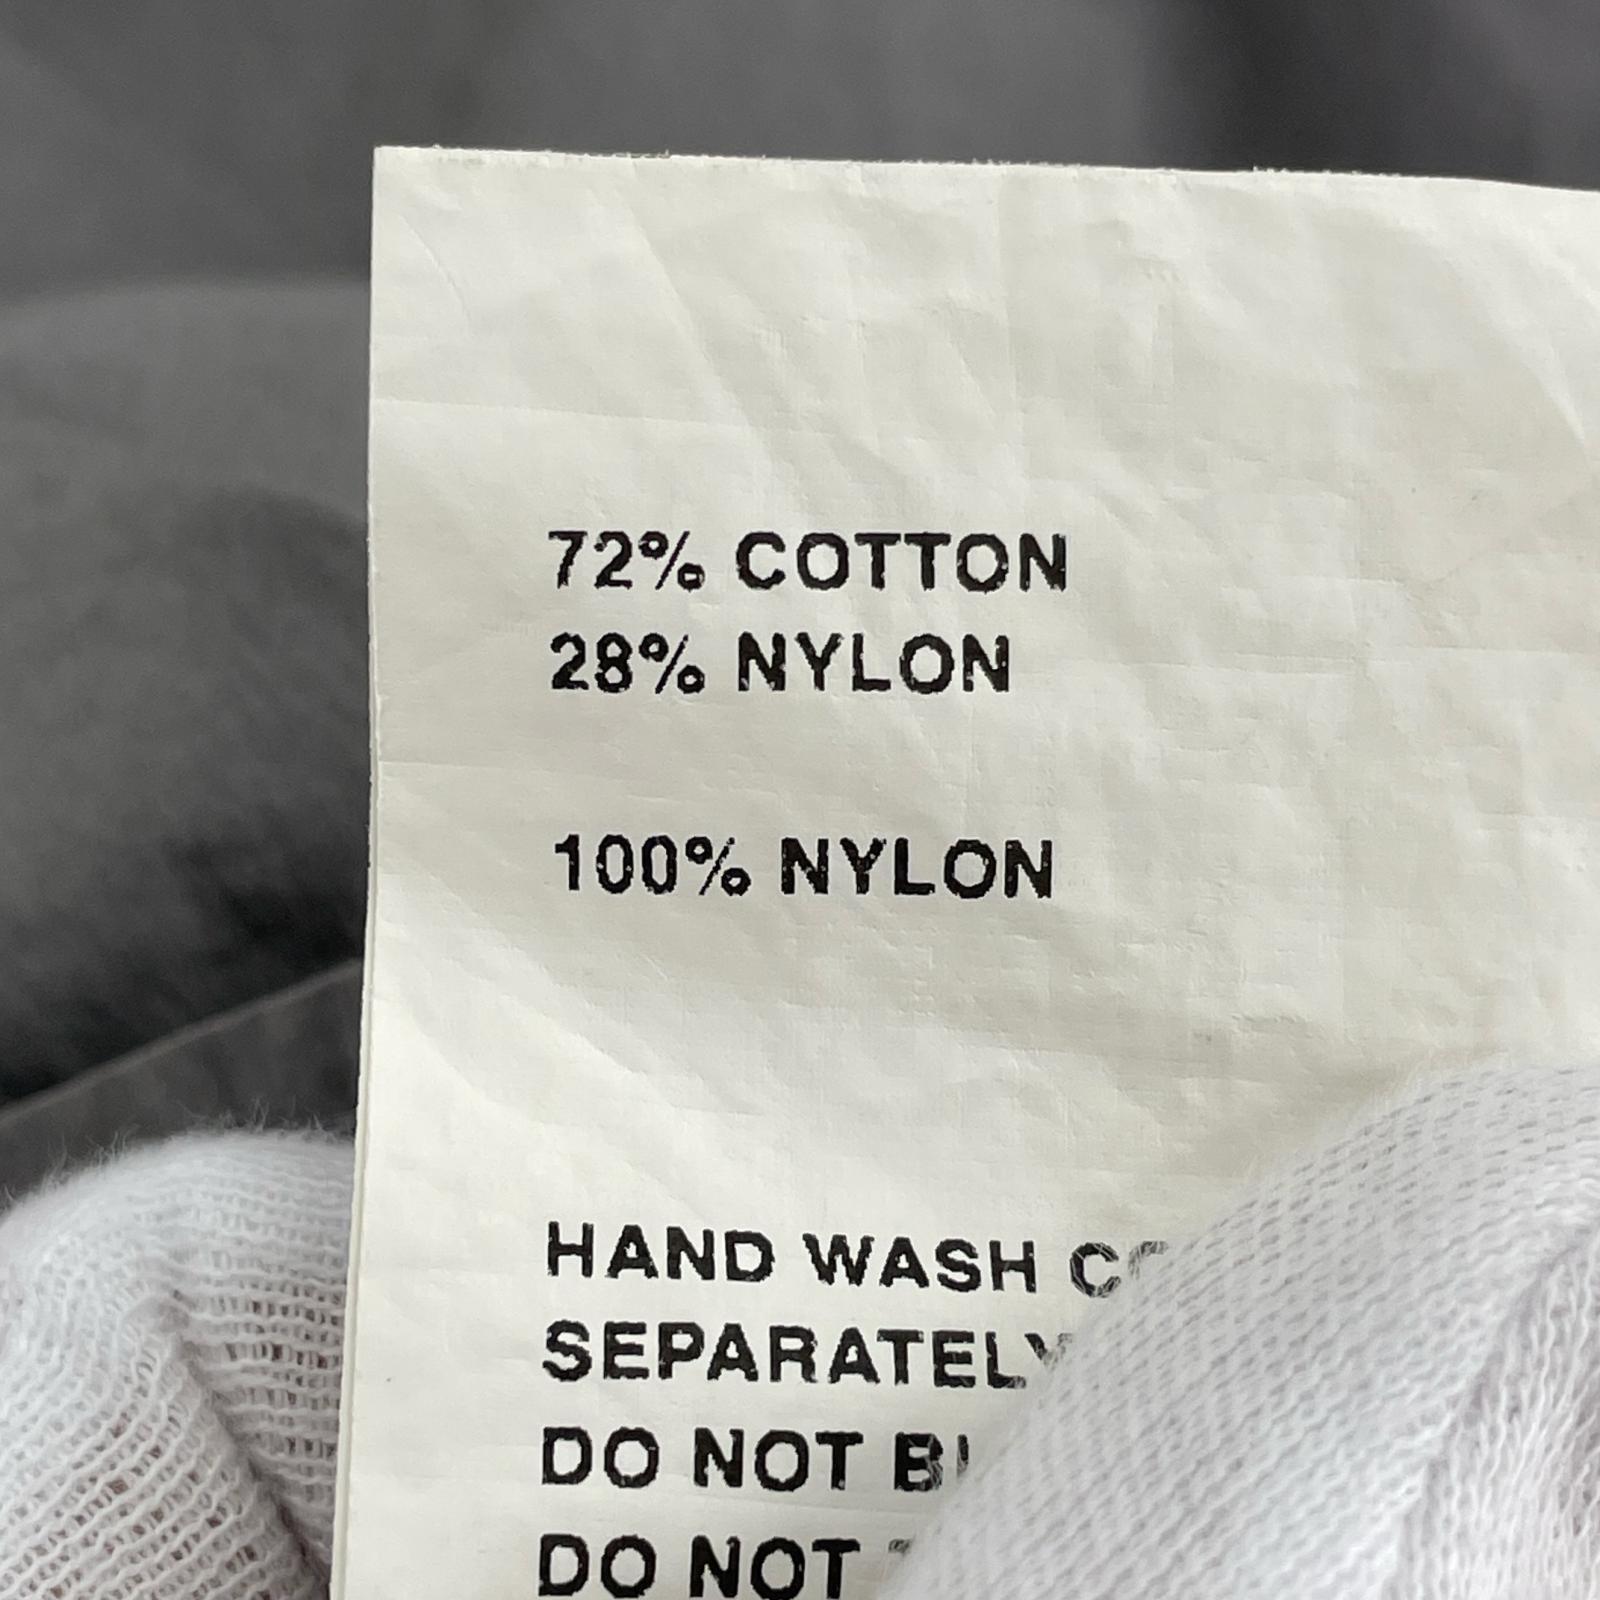 72% COTTON
28% NYLON
100% NYLON
HAND WASH
SEPARATELY
DO NOT
DO NOT